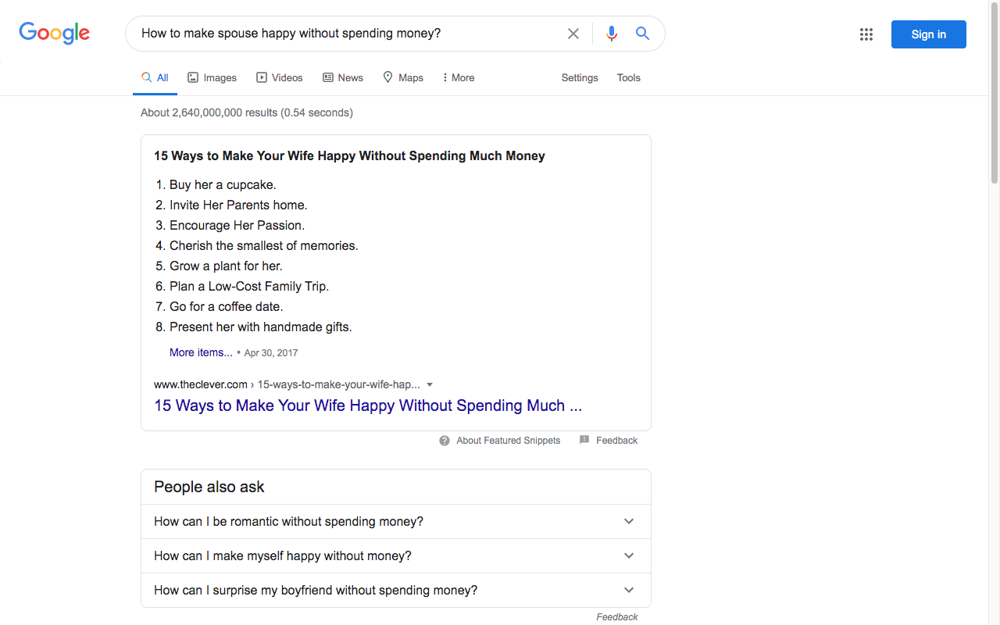 Google
How to make spouse happy without spending money?
Sign in
All Images Videos News Maps More Settings Tools
About 2,640,000,000 results (0.54 seconds)
15 Ways to Make Your Wife Happy Without Spending Much Money
1. Buy her a cupcake.
2. Invite Her Parents home.
3. Encourage Her Passion.
4. Cherish the smallest of memories.
5. Grow a plant for her.
6. Plan a Low-Cost Family Trip.
7. Go for a coffee date.
8. Present her with handmade gifts.
More items... • Apr 30, 2017
www.theclever.com › 15-ways-to-make-your-wife-hap...
15 Ways to Make Your Wife Happy Without Spending Much ...
About Featured Snippets Feedback
People also ask
How can I be romantic without spending money?
How can I make myself happy without money?
How can I surprise my boyfriend without spending money?
Feedback